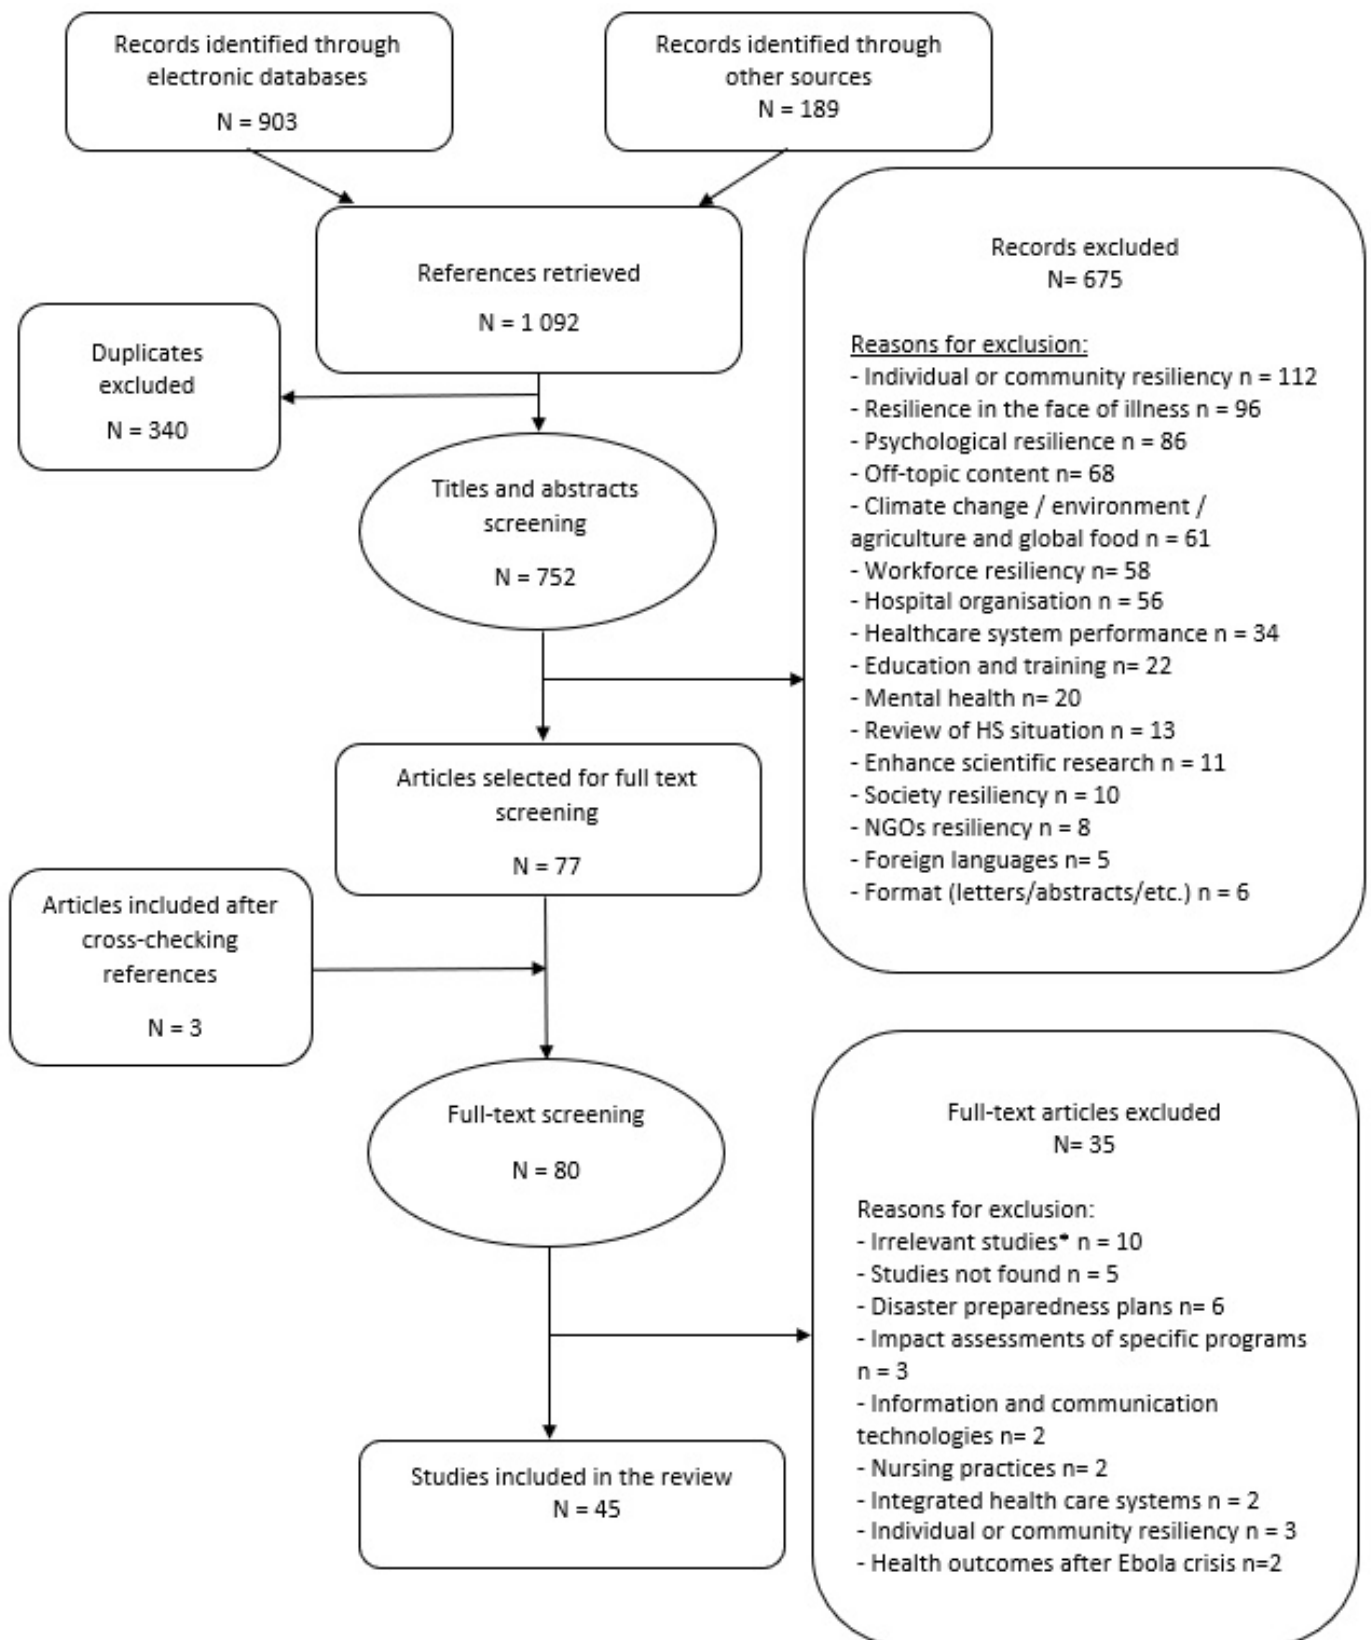 Records identified through
electronic databases
N = 903
Records identified through
other sources
N = 189
References retrieved
N = 1 092
Duplicates
excluded
N = 340
Titles and abstracts
screening
N = 752
Records excluded
N= 675
Reasons for exclusion:
- Individual or community resiliency n = 112
- Resilience in the face of illness n = 96
- Psychological resilience n = 86
- Off-topic content n= 68
- Climate change / environment /
agriculture and global food n = 61
- Workforce resiliency n= 58
- Hospital organisation n = 56
- Healthcare system performance n = 34
- Education and training n= 22
- Mental health n= 20
- Review of HS situation n = 13
- Enhance scientific research n = 11
- Society resiliency n = 10
- NGOs resiliency n = 8
- Foreign languages n= 5
- Format (letters/abstracts/etc.) n = 6
Articles selected for full text
screening
N = 77
Articles included after
cross-checking
references
N = 3
Full-text screening
N = 80
Full-text articles excluded
N= 35
Reasons for exclusion:
- Irrelevant studies* n = 10
- Studies not found n = 5
- Disaster preparedness plans n= 6
- Impact assessments of specific programs
n = 3
- Information and communication
technologies n= 2
- Nursing practices n= 2
- Integrated health care systems n = 2
- Individual or community resiliency n = 3
- Health outcomes after Ebola crisis n=2
Studies included in the review
N = 45